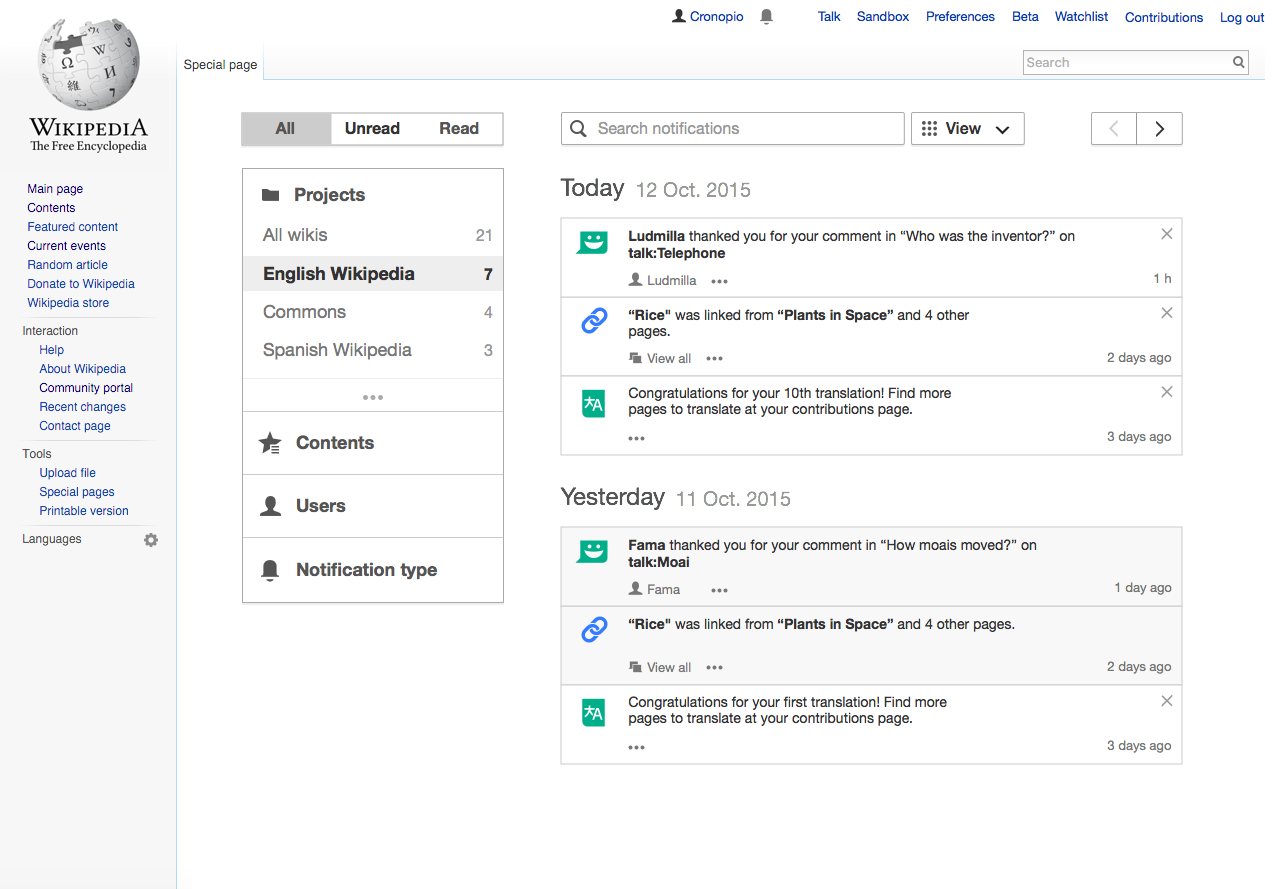 Cronopio Talk Sandbox Preferences Beta Watchlist Contributions Log out
Special page
Search
WIKIPEDIA
The Free Encyclopedia
Main page
Contents
Featured content
Current events
Random article
Donate to Wikipedia
Wikipedia store
Interaction
Help
About Wikipedia
Community portal
Recent changes
Contact page
Tools
Upload file
Special pages
Printable version
Languages
All Unread Read
Projects
All wikis 21
English Wikipedia 7
Commons 4
Spanish Wikipedia 3
Contents
Users
Notification type
Search notifications
View
Today 12 Oct. 2015
Ludmilla thanked you for your comment in “Who was the inventor?” on
talk:Telephone
Ludmilla
1 h
“Rice" was linked from “Plants in Space” and 4 other
pages.
View all
2 days ago
Congratulations for your 10th translation! Find more
pages to translate at your contributions page.
3 days ago
Yesterday 11 Oct. 2015
Fama thanked you for your comment in “How moais moved?” on
talk:Moai
Fama
1 day ago
“Rice" was linked from “Plants in Space” and 4 other pages.
View all
2 days ago
Congratulations for your first translation! Find more
pages to translate at your contributions page.
3 days ago